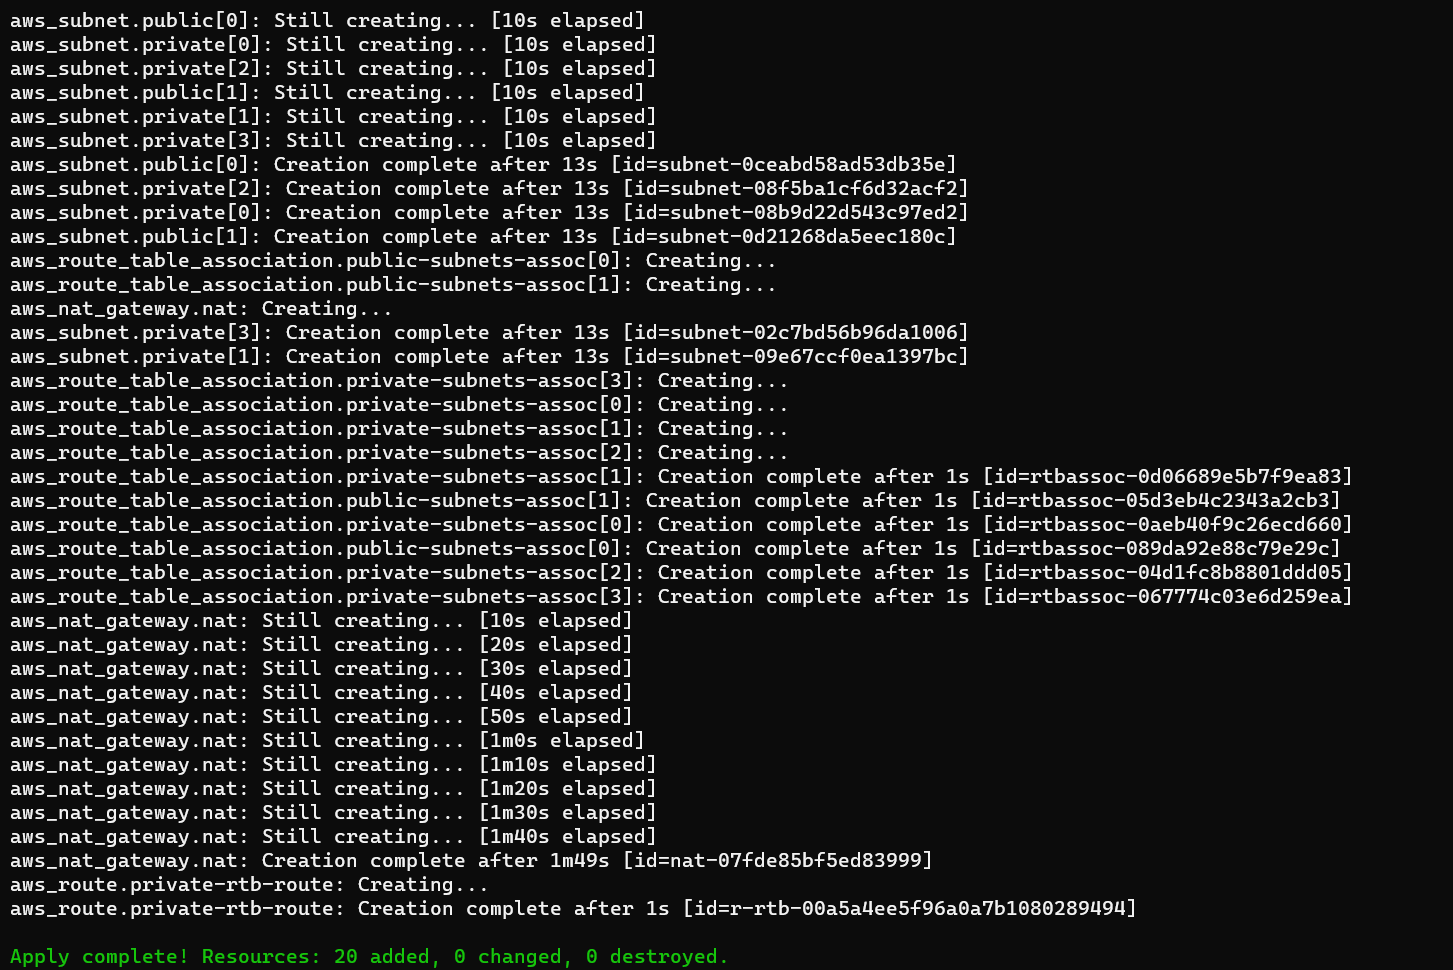 aws_subnet.public[0]: Still creating... [10s elapsed]
aws_subnet.private[0]: Still creating... [10s elapsed]
aws_subnet.private[2]: Still creating... [10s elapsed]
aws_subnet.public[1]: Still creating... [10s elapsed]
aws_subnet.private[1]: Still creating... [10s elapsed]
aws_subnet.private[3]: Still creating... [10s elapsed]
aws_subnet.public[0]: Creation complete after 13s [id=subnet-0ceabd58ad53db35e]
aws_subnet.private[2]: Creation complete after 13s [id=subnet-08f5ba1cf6d32acf2]
aws_subnet.private[0]: Creation complete after 13s [id=subnet-08b9d22d543c97ed2]
aws_subnet.public[1]: Creation complete after 13s [id=subnet-0d21268da5eec180c]
aws_route_table_association.public-subnets-assoc[0]: Creating...
aws_route_table_association.public-subnets-assoc[1]: Creating...
aws_nat_gateway.nat: Creating...
aws_subnet.private[3]: Creation complete after 13s [id=subnet-02c7bd56b96da1006]
aws_subnet.private[1]: Creation complete after 13s [id=subnet-09e67ccf0ea1397bc]
aws_route_table_association.private-subnets-assoc[3]: Creating...
aws_route_table_association.private-subnets-assoc[0]: Creating...
aws_route_table_association.private-subnets-assoc[1]: Creating...
aws_route_table_association.private-subnets-assoc[2]: Creating...
aws_route_table_association.private-subnets-assoc[1]: Creation complete after 1s [id=rtbassoc-0d06689e5b7f9ea83]
aws_route_table_association.public-subnets-assoc[1]: Creation complete after 1s [id=rtbassoc-05d3eb4c2343a2cb3]
aws_route_table_association.private-subnets-assoc[0]: Creation complete after 1s [id=rtbassoc-0aeb40f9c26ecd660]
aws_route_table_association.public-subnets-assoc[0]: Creation complete after 1s [id=rtbassoc-089da92e88c79e29c]
aws_route_table_association.private-subnets-assoc[2]: Creation complete after 1s [id=rtbassoc-04d1fc8b8801ddd05]
aws_route_table_association.private-subnets-assoc[3]: Creation complete after 1s [id=rtbassoc-067774c03e6d259ea]
aws_nat_gateway.nat: Still creating... [10s elapsed]
aws_nat_gateway.nat: Still creating... [20s elapsed]
aws_nat_gateway.nat: Still creating... [30s elapsed]
aws_nat_gateway.nat: Still creating... [40s elapsed]
aws_nat_gateway.nat: Still creating... [50s elapsed]
aws_nat_gateway.nat: Still creating... [1m0s elapsed]
aws_nat_gateway.nat: Still creating... [1m10s elapsed]
aws_nat_gateway.nat: Still creating... [1m20s elapsed]
aws_nat_gateway.nat: Still creating... [1m30s elapsed]
aws_nat_gateway.nat: Still creating... [1m40s elapsed]
aws_nat_gateway.nat: Creation complete after 1m49s [id=nat-07fde85bf5ed83999]
aws_route.private-rtb-route: Creating...
aws_route.private-rtb-route: Creation complete after 1s [id=r-rtb-00a5a4ee5f96a0a7b1080289494]
Apply complete! Resources: 20 added, 0 changed, 0 destroyed.